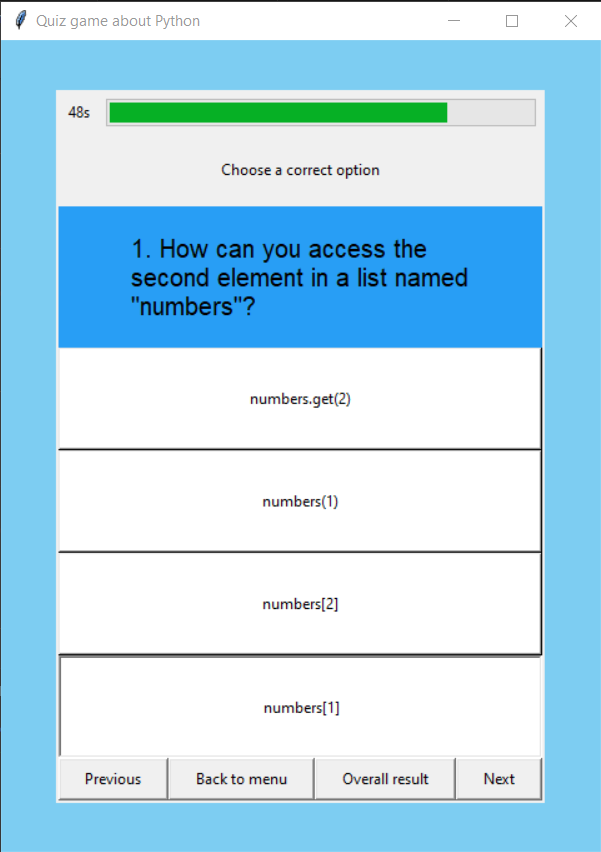 Quiz game about Python
48s
Choose a correct option
1. How can you access the
second element in a list named
"numbers"?
numbers.get(2)
numbers(1)
numbers[2]
numbers[1]
Previous
Back to menu
Overall result
Next